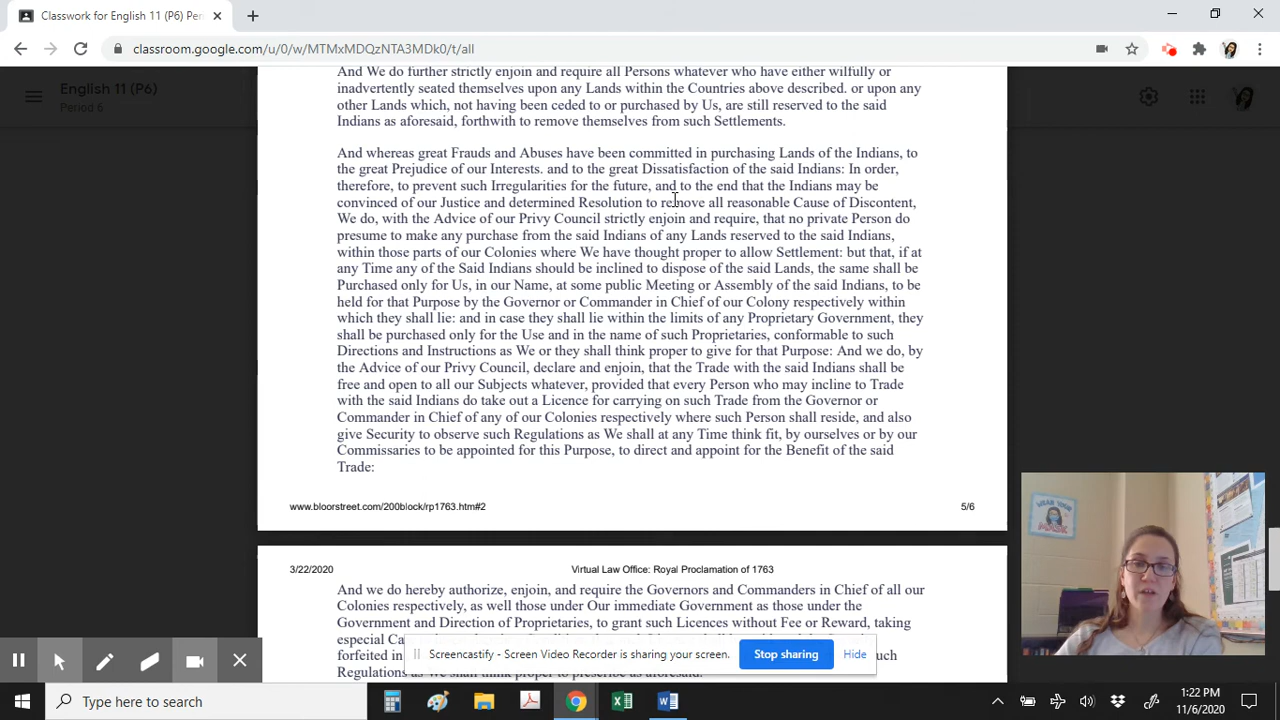 Classwork for English 11 (P6) Per
classroom.google.com/u/0/w/MTMxMDQzNTA3MDk0/t/all
English 11 (P6)
Period 6
And We do further strictly enjoin and require all Persons whatever who have either wilfully or
inadvertently seated themselves upon any Lands within the Countries above described. or upon any
other Lands which, not having been ceded to or purchased by Us, are still reserved to the said
Indians as aforesaid, forthwith to remove themselves from such Settlements.
And whereas great Frauds and Abuses have been committed in purchasing Lands of the Indians, to
the great Prejudice of our Interests. and to the great Dissatisfaction of the said Indians: In order,
therefore, to prevent such Irregularities for the future, and to the end that the Indians may be
convinced of our Justice and determined Resolution to remove all reasonable Cause of Discontent,
We do, with the Advice of our Privy Council strictly enjoin and require, that no private Person do
presume to make any purchase from the said Indians of any Lands reserved to the said Indians,
within those parts of our Colonies where We have thought proper to allow Settlement: but that, if at
any Time any of the Said Indians should be inclined to dispose of the said Lands, the same shall be
Purchased only for Us, in our Name, at some public Meeting or Assembly of the said Indians, to be
held for that Purpose by the Governor or Commander in Chief of our Colony respectively within
which they shall lie: and in case they shall lie within the limits of any Proprietary Government, they
shall be purchased only for the Use and in the name of such Proprietaries, conformable to such
Directions and Instructions as We or they shall think proper to give for that Purpose: And we do, by
the Advice of our Privy Council, declare and enjoin, that the Trade with the said Indians shall be
free and open to all our Subjects whatever, provided that every Person who may incline to Trade
with the said Indians do take out a Licence for carrying on such Trade from the Governor or
Commander in Chief of any of our Colonies respectively where such Person shall reside, and also
give Security to observe such Regulations as We shall at any Time think fit, by ourselves or by our
Commissaries to be appointed for this Purpose, to direct and appoint for the Benefit of the said
Trade:
www.bloorstreet.com/200block/rp1763.htm#2 5/6
3/22/2020 Virtual Law Office: Royal Proclamation of 1763
And we do hereby authorize, enjoin, and require the Governors and Commanders in Chief of all our
Colonies respectively, as well those under Our immediate Government as those under the
Government and Direction of Proprietaries, to grant such Licences without Fee or Reward, taking
especial
forfeited in such
Regulations as We shall think proper to prescribe as aforesaid.
Screencastify - Screen Video Recorder is sharing your screen.
Stop sharing
Hide
WEAR YOUR
MASK
Type here to search
1:22 PM
11/6/2020